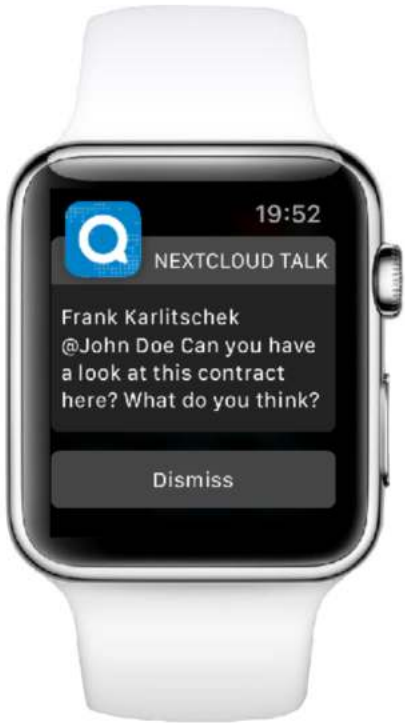 19:52
NEXTCLOUD TALK
Frank Karlitschek
@John Doe Can you have
a look at this contract
here? What do you think?
Dismiss